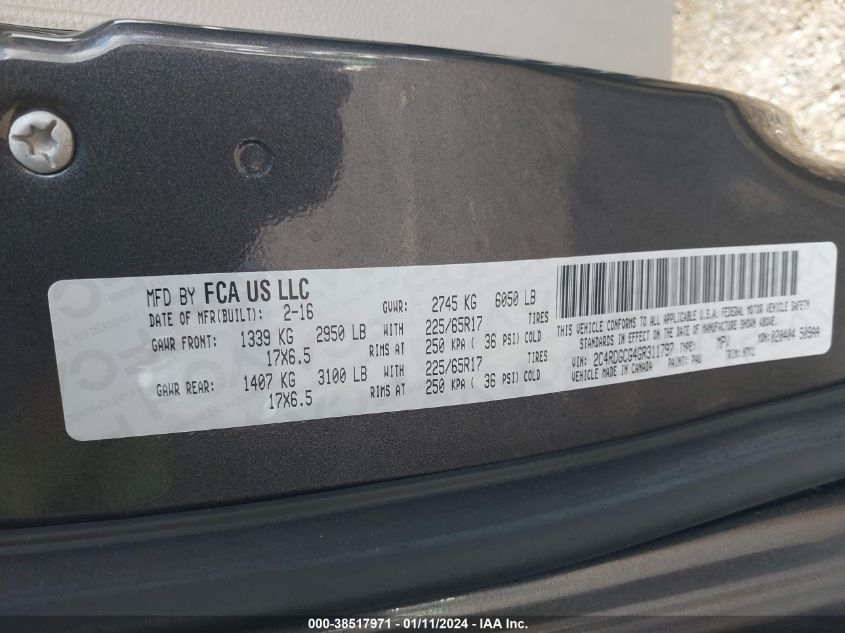 MFD BY FCA US LLC
DATE OF MFR(BUILT): 2-16 GVWR: 2745 KG 6050 LB
GAWR FRONT: 1339 KG 2950 LB WITH 225/65R17 TIRES
17X6.5 RIMS AT 250 KPA ( 36 PSI) COLD
GAWR REAR: 1407 KG 3100 LB WITH 225/65R17 TIRES
17X6.5 RIMS AT 250 KPA ( 36 PSI) COLD
THIS VEHICLE CONFORMS TO ALL APPLICABLE U.S.A. FEDERAL MOTOR VEHICLE SAFETY
STANDARDS IN EFFECT ON THE DATE OF MANUFACTURE SHOWN ABOVE.
VIN: 2C4RDGCG4GR311797 TYPE: MPV MDH:020404 509AA
VEHICLE MADE IN CANADA PAINT: PAU TRIM:
000-38517971 - 01/11/2024 - IAA Inc.